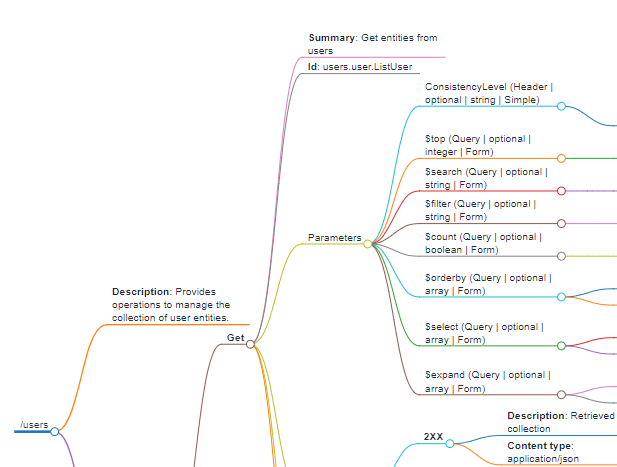 Summary: Get entities from
users
Id: users.user.ListUser
ConsistencyLevel (Header |
optional | string | Simple)
$top (Query | optional |
integer | Form)
$search (Query | optional |
string | Form)
$filter (Query | optional |
string | Form)
Parameters
$count (Query | optional |
boolean | Form)
$orderby (Query | optional |
array | Form)
Description: Provides
operations to manage the
collection of user entities.
$select (Query | optional |
array | Form)
Get
$expand (Query | optional |
array | Form)
/users
2XX
Description: Retrieved
collection
Content type:
application/json